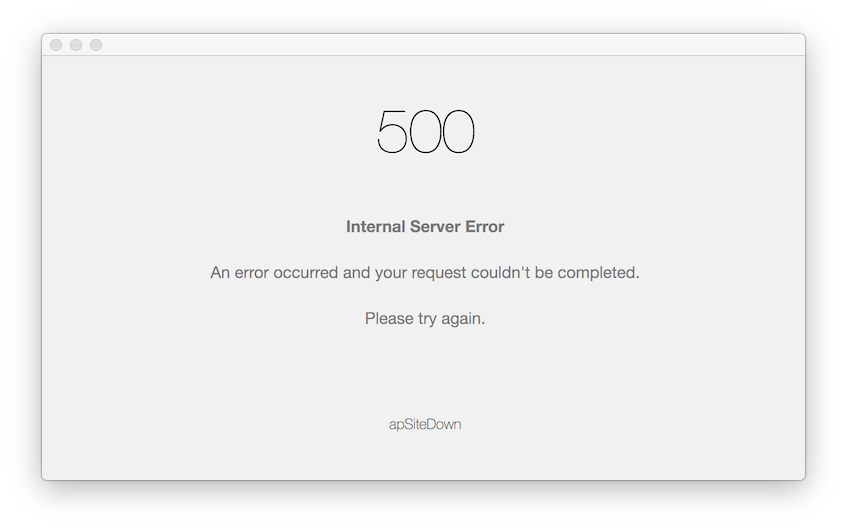 500
Internal Server Error
An error occurred and your request couldn't be completed.
Please try again.
apSiteDown